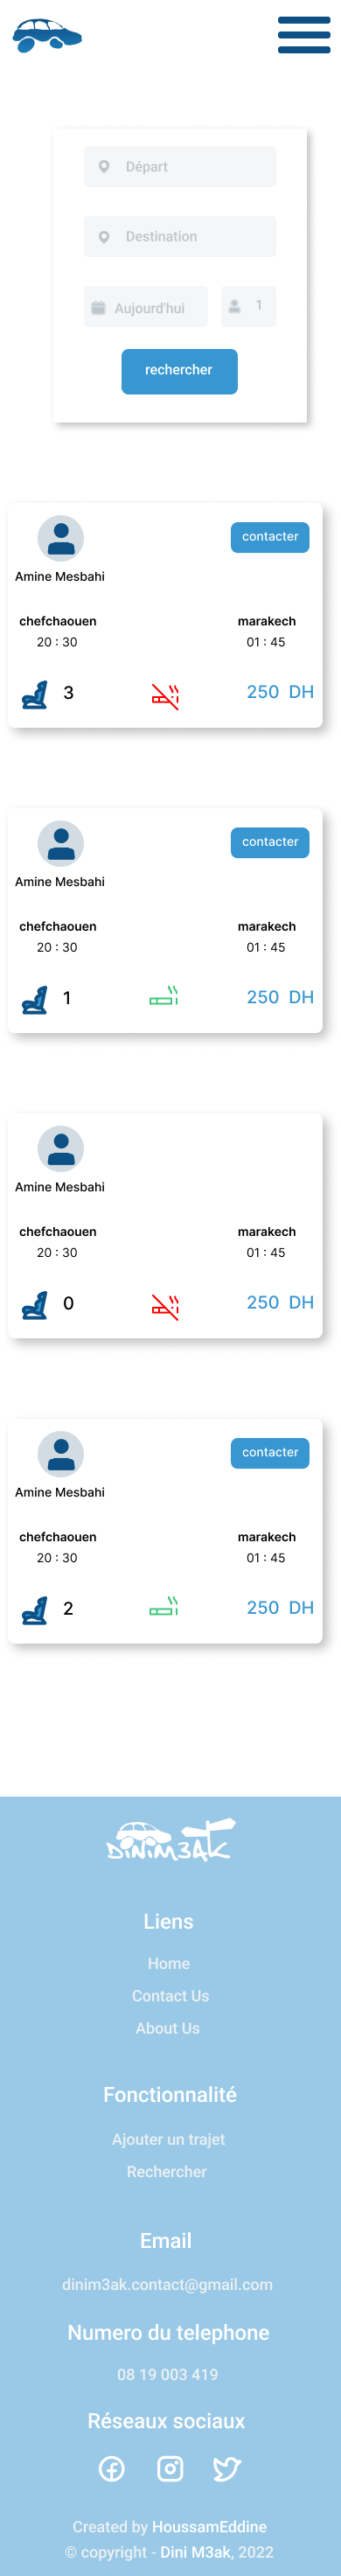 Départ
Destination
Aujourd'hui 1
rechercher
contacter
Amine Mesbahi
chefchaouen marakech
20 : 30 01 : 45
3 250 DH
contacter
Amine Mesbahi
chefchaouen marakech
20 : 30 01 : 45
1 250 DH
Amine Mesbahi
chefchaouen marakech
20 : 30 01 : 45
0 250 DH
contacter
Amine Mesbahi
chefchaouen marakech
20 : 30 01 : 45
2 250 DH
DINIM3AK
Liens
Home
Contact Us
About Us
Fonctionnalité
Ajouter un trajet
Rechercher
Email
dinim3ak.contact@gmail.com
Numero du telephone
08 19 003 419
Réseaux sociaux
Created by HoussamEddine
© copyright - Dini M3ak, 2022